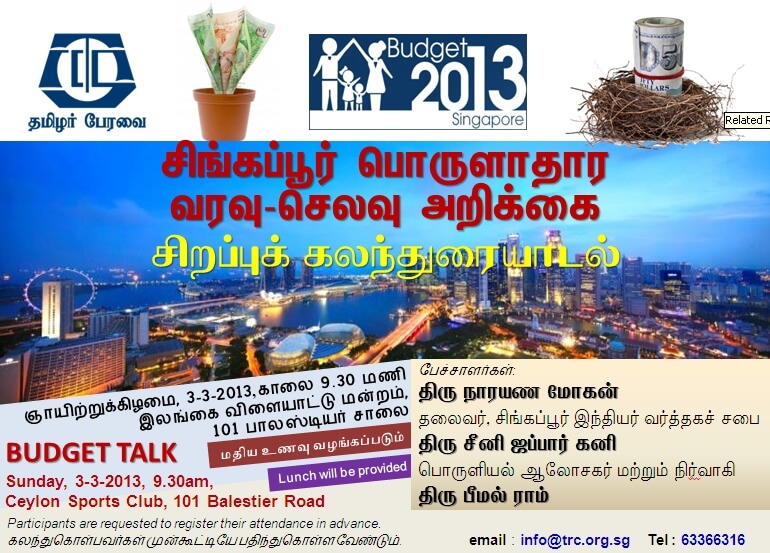 தமிழர் பேரவை
Budget
2013
Singapore
50
FIFTY
DOLLARS
Related R
சிங்கப்பூர் பொருளாதார
வரவு-செலவு அறிக்கை
சிறப்புக் கலந்துரையாடல்
ஞாயிற்றுக்கிழமை, 3-3-2013,காலை 9.30 மணி
இலங்கை விளையாட்டு மன்றம்,
101 பாலஸ்டியர் சாலை
மதிய உணவு வழங்கப்படும்
Lunch will be provided
BUDGET TALK
Sunday, 3-3-2013, 9.30am,
Ceylon Sports Club, 101 Balestier Road
Participants are requested to register their attendance in advance.
கலந்துகொள்பவர்கள் முன்கூட்டியே பதிந்துகொள்ள வேண்டும்.
பேச்சாளர்கள்:
திரு நாராயண மோகன்
தலைவர், சிங்கப்பூர் இந்தியர் வர்த்தகச் சபை
திரு சீனி ஜப்பார் கனி
பொருளியல் ஆலோசகர் மற்றும் நிர்வாகி
திரு பீமல் ராம்
email : info@trc.org.sg Tel : 63366316